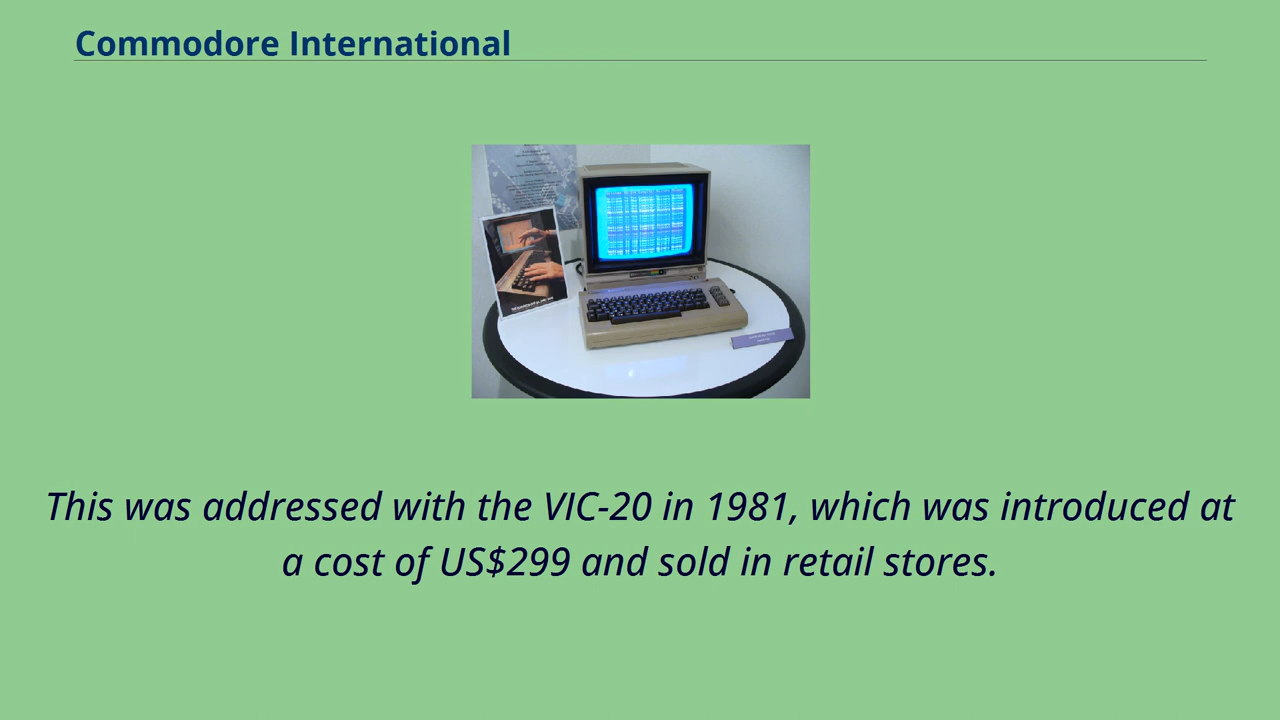 Commodore International
This was addressed with the VIC-20 in 1981, which was introduced at
a cost of US$299 and sold in retail stores.